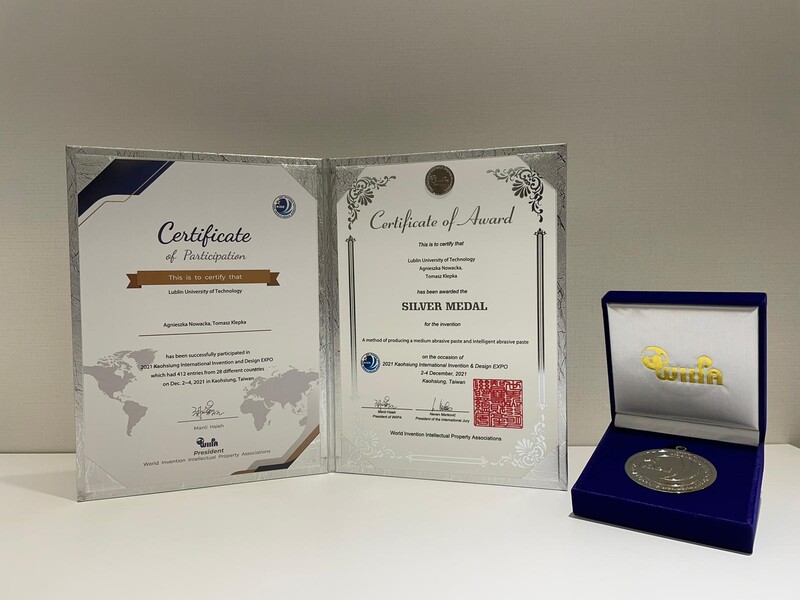 Certificate
of Participation
This is to certify that
Lublin University of Technology
Agnieszka Nowacka, Tomasz Klepka
has been successfully participated in
2021 Kaohsiung International Invention and Design EXPO
which had 412 entries from 28 different countries
on Dec. 2–4, 2021 in Kaohsiung, Taiwan.
Manli Hsieh
WIIPA
President
World Invention Intellectual Property Associations
Certificate of Award
This is to certify that
Lublin University of Technology
Agnieszka Nowacka,
Tomasz Klepka
has been awarded the
SILVER MEDAL
for the invention
A method of producing a medium abrasive paste and intelligent abrasive paste
on the occasion of
2021 Kaohsiung International Invention & Design EXPO
2-4 December, 2021
Kaohsiung, Taiwan
Manli Hsieh
President of WIIPA
President of the International Jury
World Invention Intellectual Property Associations
WIIPA